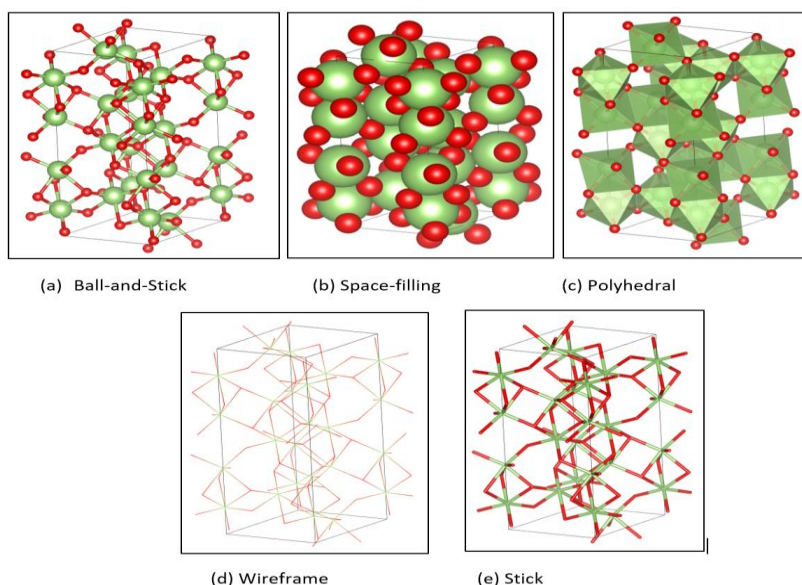 (a) Ball-and-Stick
(b) Space-filling
(c) Polyhedral
(d) Wireframe
(e) Stick